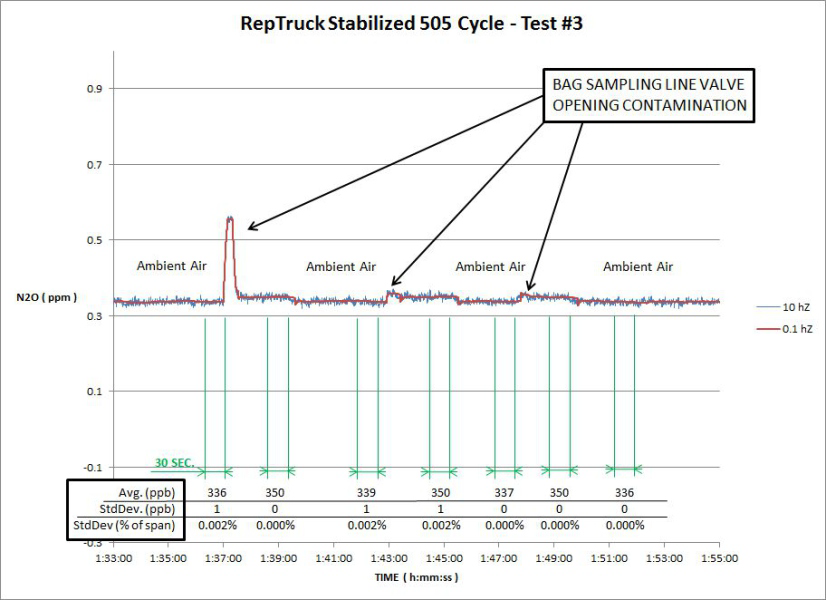 RepTruck Stabilized 505 Cycle - Test #3
BAG SAMPLING LINE VALVE
OPENING CONTAMINATION
0.9
0.7
0.5
Ambient Air Ambient Air Ambient Air Ambient Air
N2O ( ppm )
0.3
10 hZ
0.1 hZ
0.1
-0.1
30 SEC.
Avg. (ppb) 336 350 339 350 337 350 336
StdDev. (ppb) 1 0 1 1 0 0 0
StdDev (% of span) 0.002% 0.000% 0.002% 0.002% 0.000% 0.000% 0.000%
-0.3
1:33:00 1:35:00 1:37:00 1:39:00 1:41:00 1:43:00 1:45:00 1:47:00 1:49:00 1:51:00 1:53:00 1:55:00
TIME ( h:mm:ss )